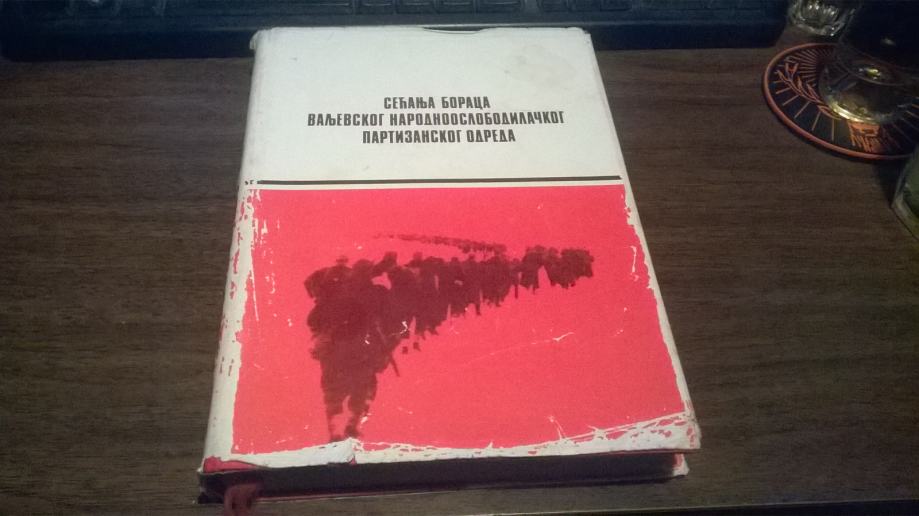 СЕЋАЊА БОРАЦА
ВАЉЕВСКОГ НАРОДНООСЛОБОДИЛАЧКОГ
ПАРТИЗАНСКОГ ОДРЕДА